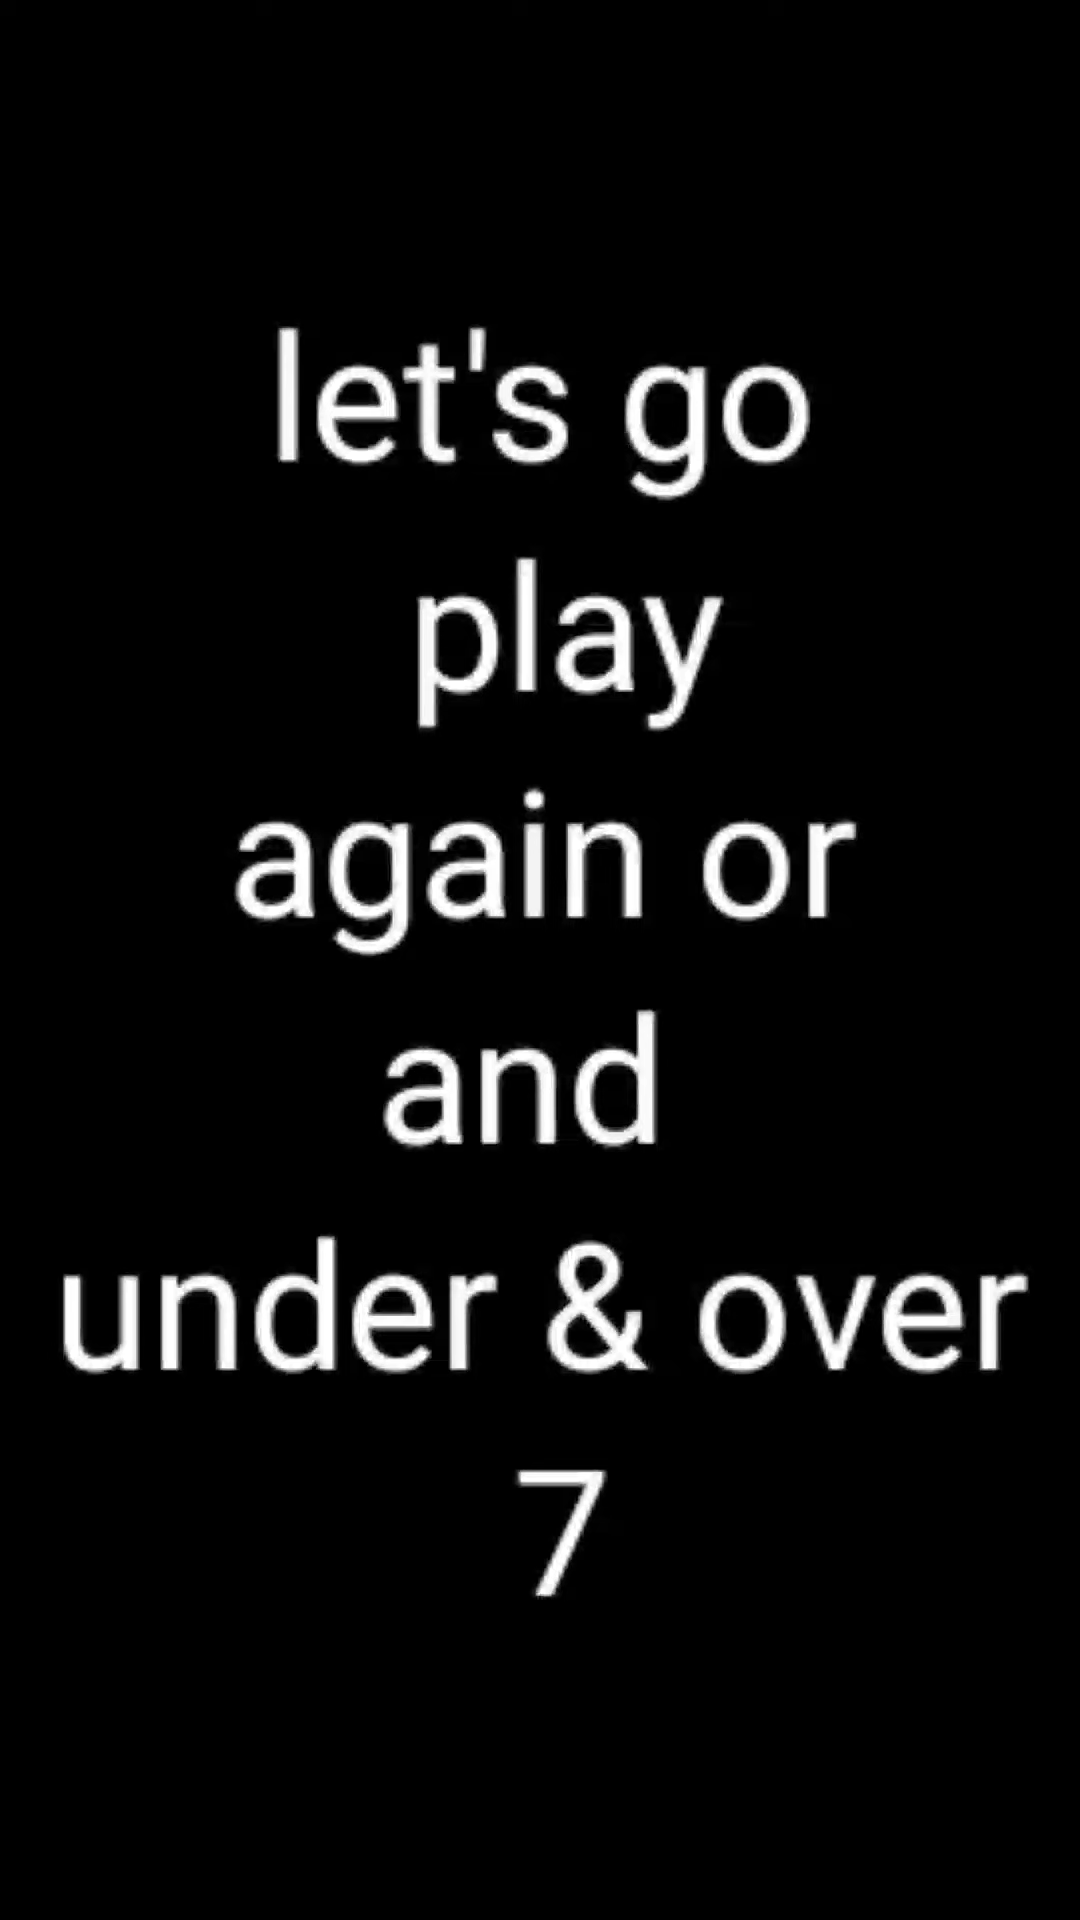 let's go
play
again or
and
under & over
7